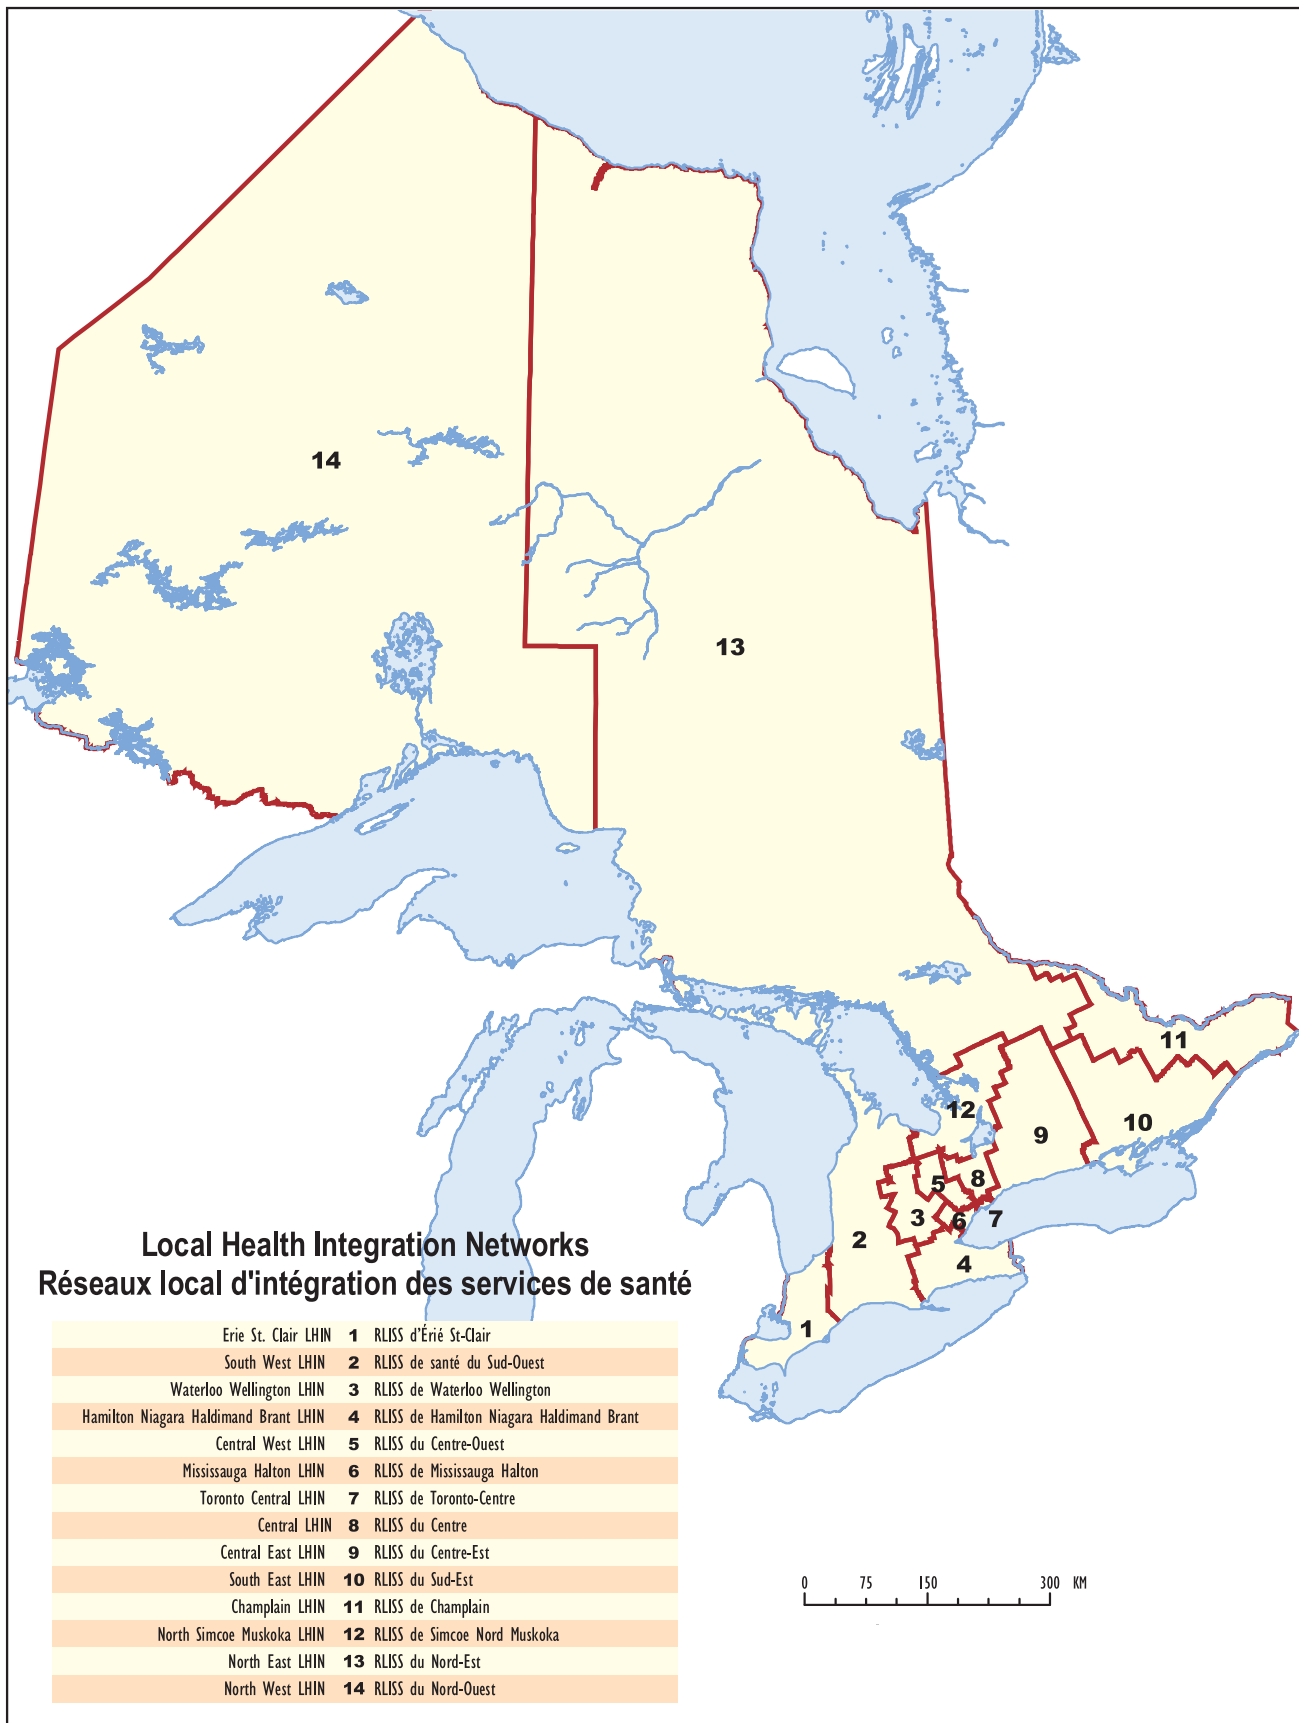 14
13
11
12
10
9
8
5
7
3
6
2
4
1
Local Health Integration Networks
Réseaux local d'intégration des services de santé
Erie St. Clair LHIN 1 RLISS d'Érié St-Clair
South West LHIN 2 RLISS de santé du Sud-Ouest
Waterloo Wellington LHIN 3 RLISS de Waterloo Wellington
Hamilton Niagara Haldimand Brant LHIN 4 RLISS de Hamilton Niagara Haldimand Brant
Central West LHIN 5 RLISS du Centre-Ouest
Mississauga Halton LHIN 6 RLISS de Mississauga Halton
Toronto Central LHIN 7 RLISS de Toronto-Centre
Central LHIN 8 RLISS du Centre
Central East LHIN 9 RLISS du Centre-Est
South East LHIN 10 RLISS du Sud-Est
Champlain LHIN 11 RLISS de Champlain
North Simcoe Muskoka LHIN 12 RLISS de Simcoe Nord Muskoka
North East LHIN 13 RLISS du Nord-Est
North West LHIN 14 RLISS du Nord-Ouest
0 75 150 300 KM